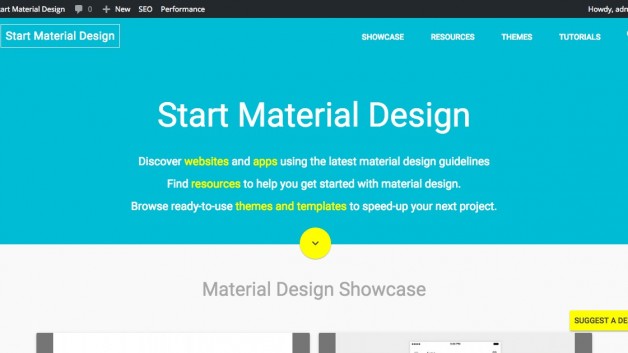 art Material Design 0 + New SEO Performance Howdy, adm
Start Material Design SHOWCASE RESOURCES THEMES TUTORIALS
Start Material Design
Discover websites and apps using the latest material design guidelines
Find resources to help you get started with material design.
Browse ready-to-use themes and templates to speed-up your next project.
Material Design Showcase
SUGGEST A DE